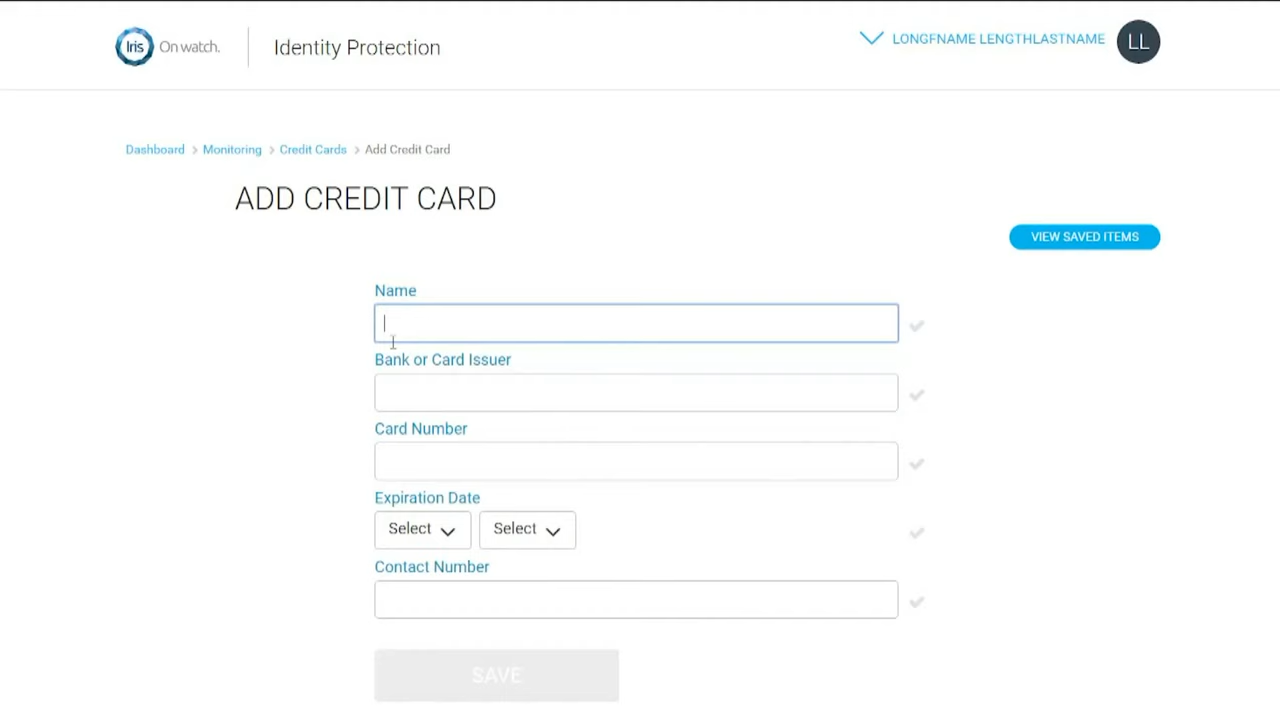 Iris On watch. Identity Protection LONGFNAME LENGTHLASTNAME LL
Dashboard > Monitoring > Credit Cards > Add Credit Card
ADD CREDIT CARD
VIEW SAVED ITEMS
Name
Bank or Card Issuer
Card Number
Expiration Date
Select Select
Contact Number
SAVE